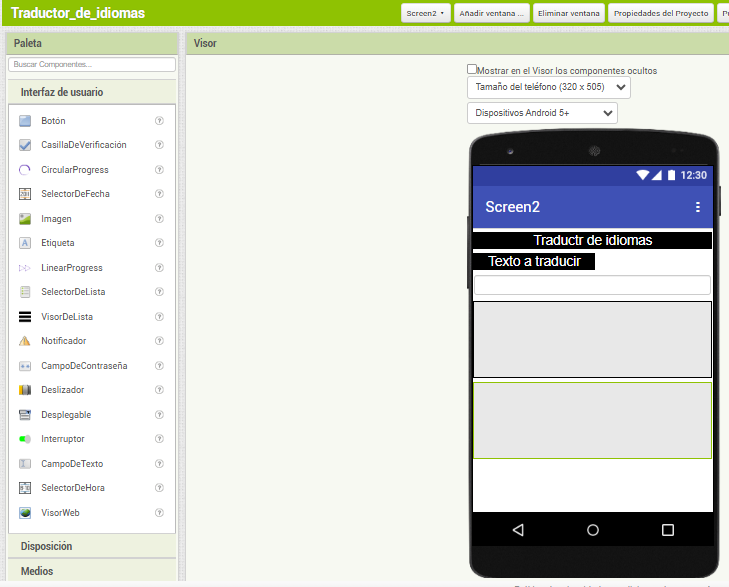 Traductor_de_idiomas
Screen2 Añadir ventana ... Eliminar ventana Propiedades del Proyecto
Paleta
Visor
Buscar Componentes...
Mostrar en el Visor los componentes ocultos
Tamaño del teléfono (320 x 505)
Dispositivos Android 5+
Interfaz de usuario
Botón
CasillaDeVerificación
CircularProgress
SelectorDeFecha
Imagen
Etiqueta
LinearProgress
SelectorDeLista
VisorDeLista
Notificador
CampoDeContraseña
Deslizador
Desplegable
Interruptor
CampoDeTexto
SelectorDeHora
VisorWeb
Disposición
Medios
12:30
Screen2
Traductr de idiomas
Texto a traducir